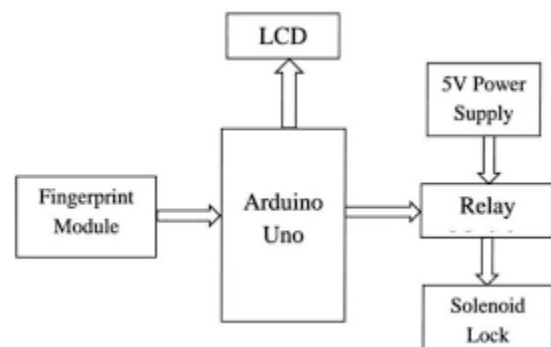 LCD
5V Power
Supply
Fingerprint
Module
Arduino
Uno
Relay
Solenoid
Lock